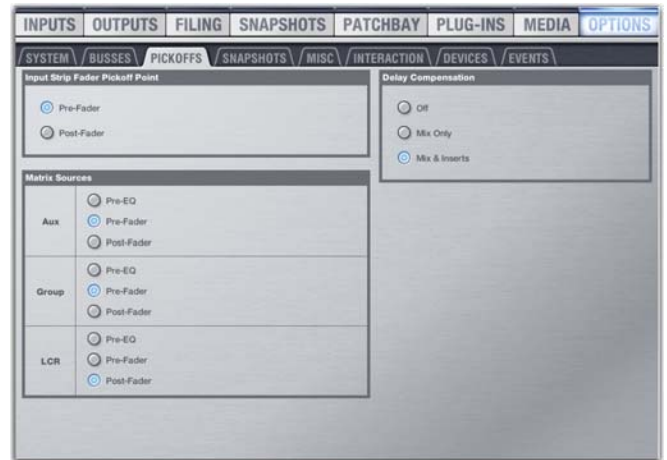 INPUTS OUTPUTS FILING SNAPSHOTS PATCHBAY PLUG-INS MEDIA OPTIONS
SYSTEM BUSSES PICKOFFS SNAPSHOTS MISC INTERACTION DEVICES EVENTS
Input Strip Fader Pickoff Point
Pre-Fader
Post-Fader
Delay Compensation
Off
Mix Only
Mix & Inserts
Matrix Sources
Aux
Pre-EQ
Pre-Fader
Post-Fader
Group
Pre-EQ
Pre-Fader
Post-Fader
LCR
Pre-EQ
Pre-Fader
Post-Fader